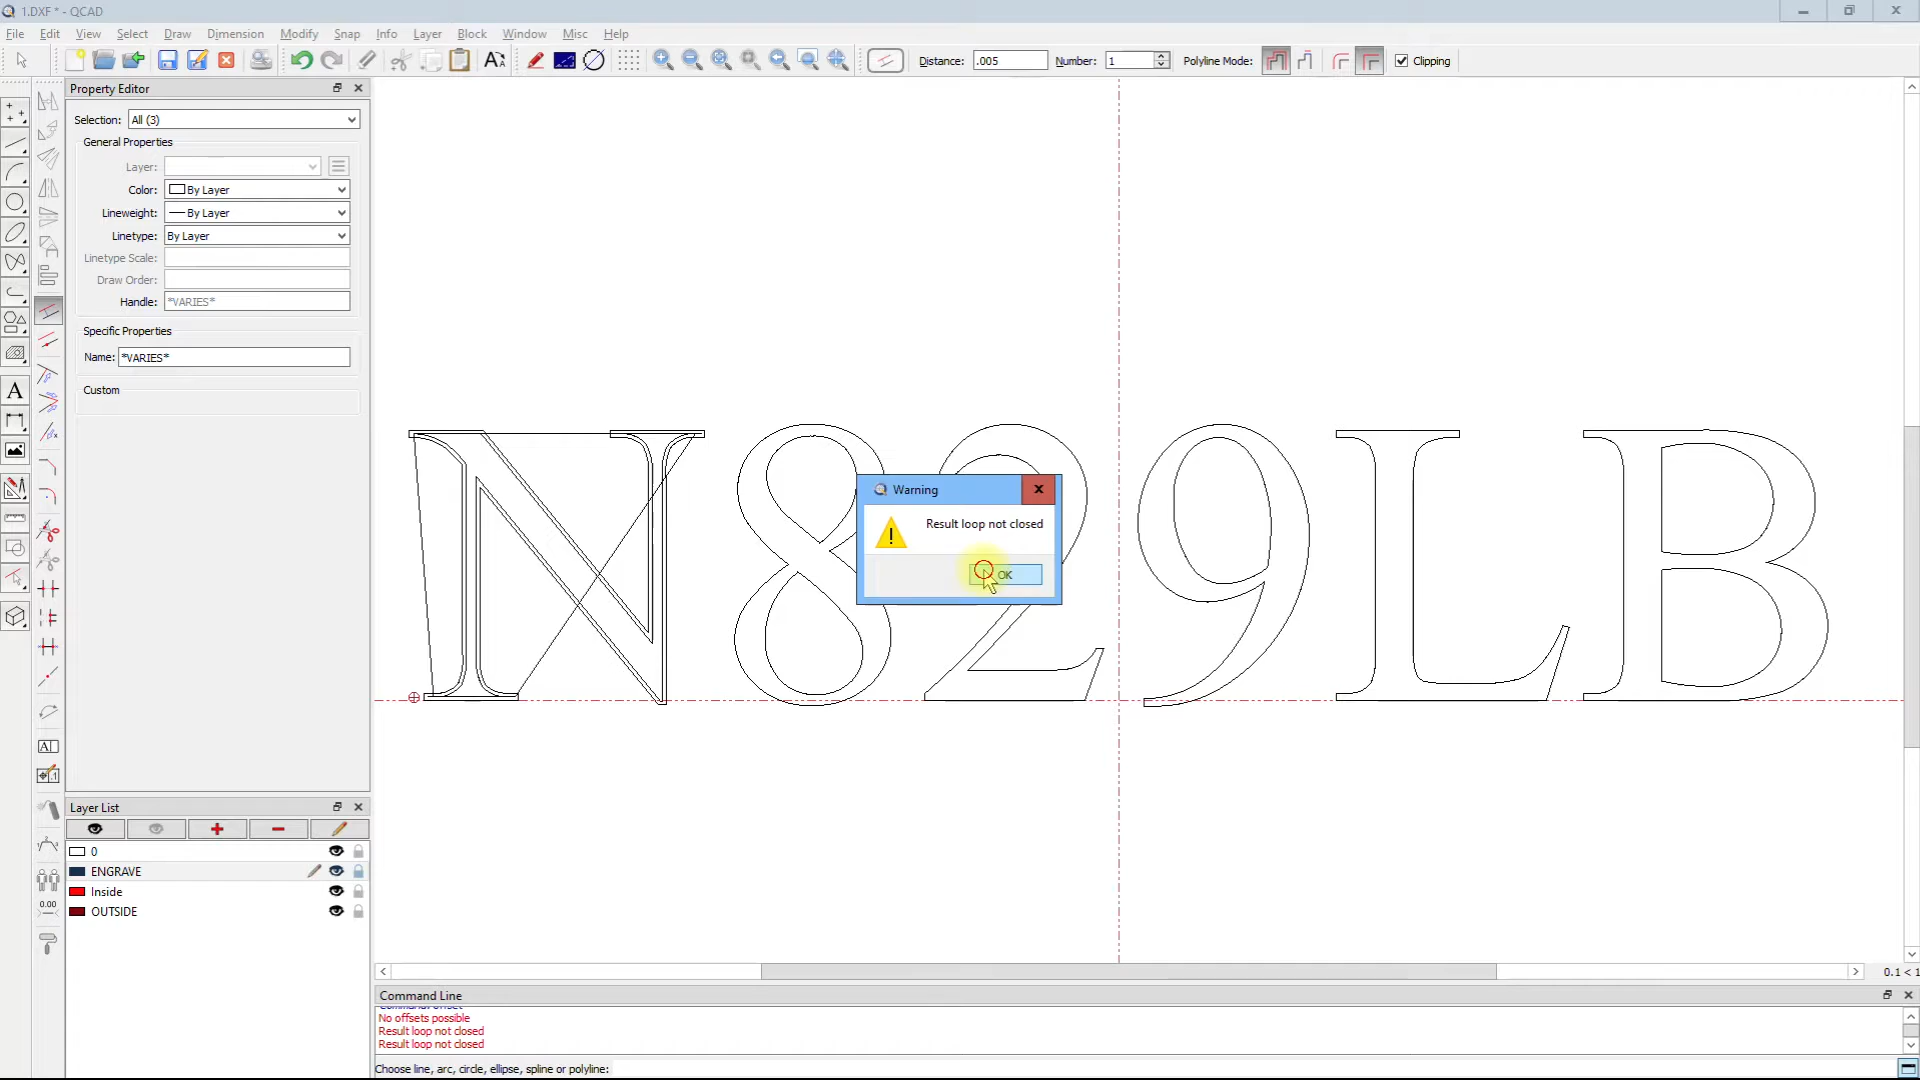 1.DXF * - QCAD
File Edit View Select Draw Dimension Modify Snap Info Layer Block Window Misc Help
Distance: .005 Number: 1 Polyline Mode: Clipping
Property Editor
Selection: All (3)
General Properties
Layer:
Color: By Layer
Lineweight: By Layer
Linetype: By Layer
Linetype Scale:
Draw Order:
Handle: *VARIES*
Specific Properties
Name: *VARIES*
Custom
N829LB
Warning
Result loop not closed
OK
Layer List
0
ENGRAVE
Inside
OUTSIDE
0.1 < 1
Command Line
No offsets possible
Result loop not closed
Result loop not closed
Choose line, arc, circle, ellipse, spline or polyline: